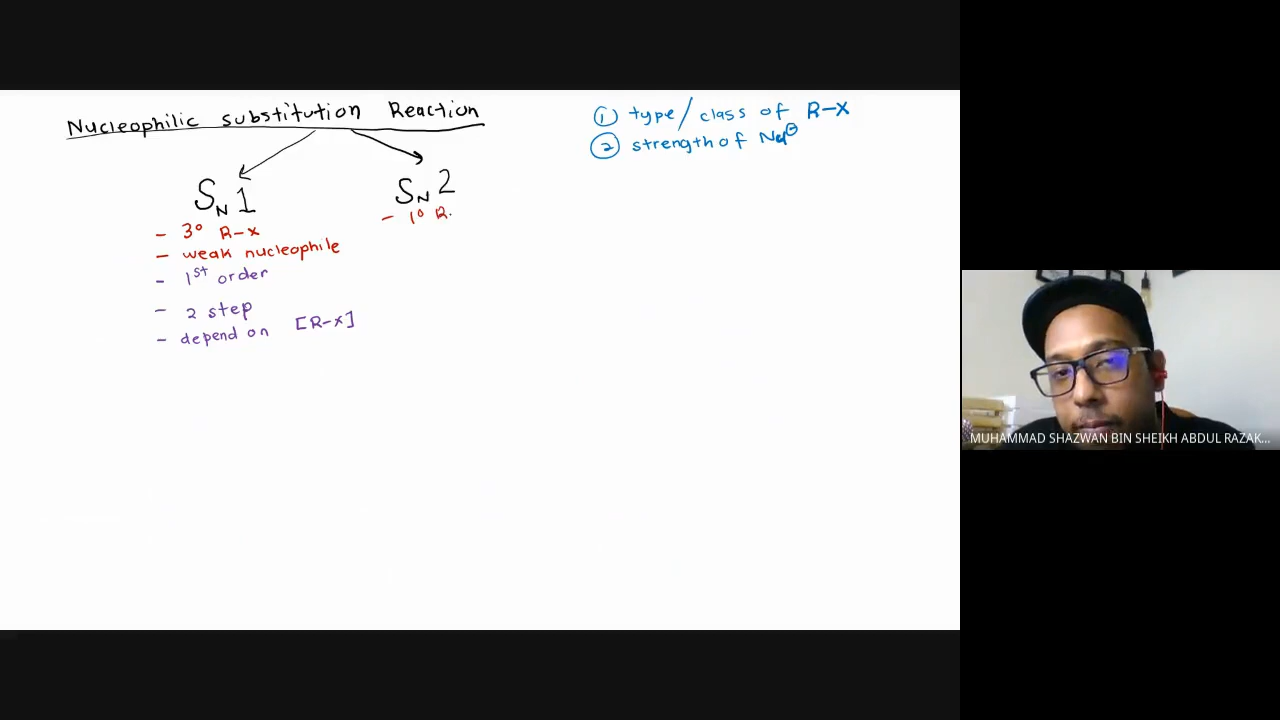 Nucleophilic substitution Reaction
SN1
- 3° R-X
- weak nucleophile
- 1st order
- 2 step
- depend on [R-X]
SN2
- 1° R.
① type/class of R-X
② strength of Nu⊖
MUHAMMAD SHAZWAN BIN SHEIKH ABDUL RAZAK...